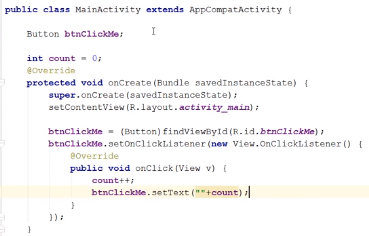 public class MainActivity extends AppCompatActivity {
Button btnClickMe;
int count = 0;
@Override
protected void onCreate(Bundle savedInstanceState) {
super.onCreate(savedInstanceState);
setContentView(R.layout.activity_main);
btnClickMe = (Button)findViewById(R.id.btnClickMe);
btnClickMe.setOnClickListener(new View.OnClickListener() {
@Override
public void onClick(View v) {
count++;
btnClickMe.setText(""+count);
}
});
}